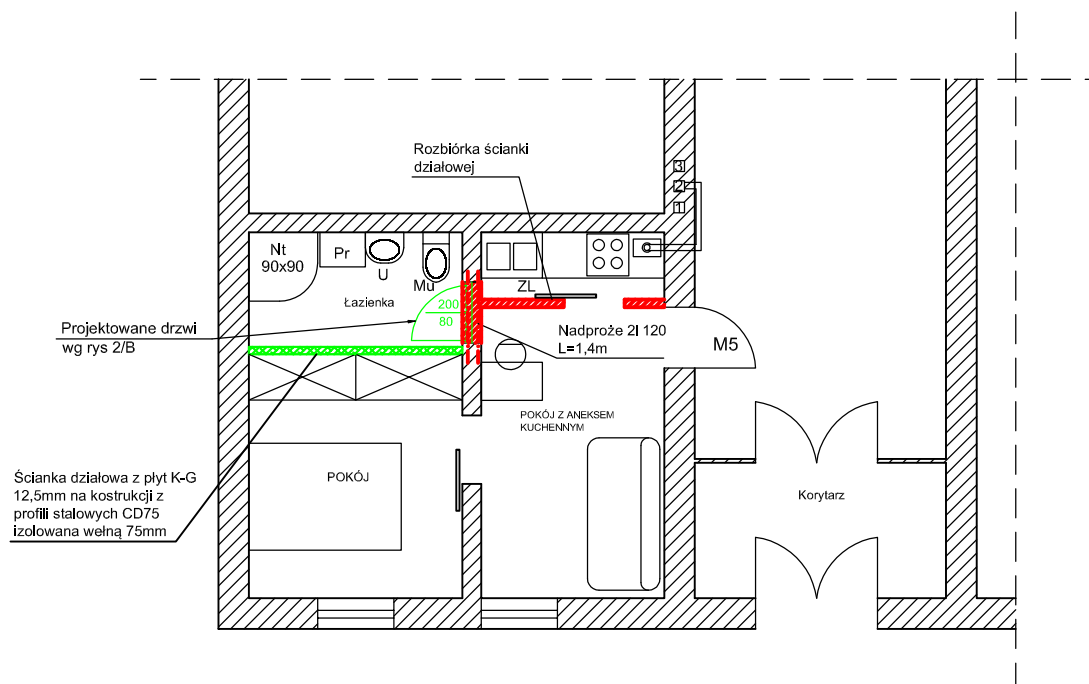 Rozbiórka ścianki
działowej
3
2
1
Nt
90x90
Pr
U
Mu
ZL
Łazienka
200
80
Projektowane drzwi
wg rys 2/B
Nadproże 2I 120
L=1,4m
M5
POKÓJ Z ANEKSEM
KUCHENNYM
POKÓJ
Ścianka działowa z płyt K-G
12,5mm na kostrukcji z
profili stalowych CD75
izolowana wełną 75mm
Korytarz